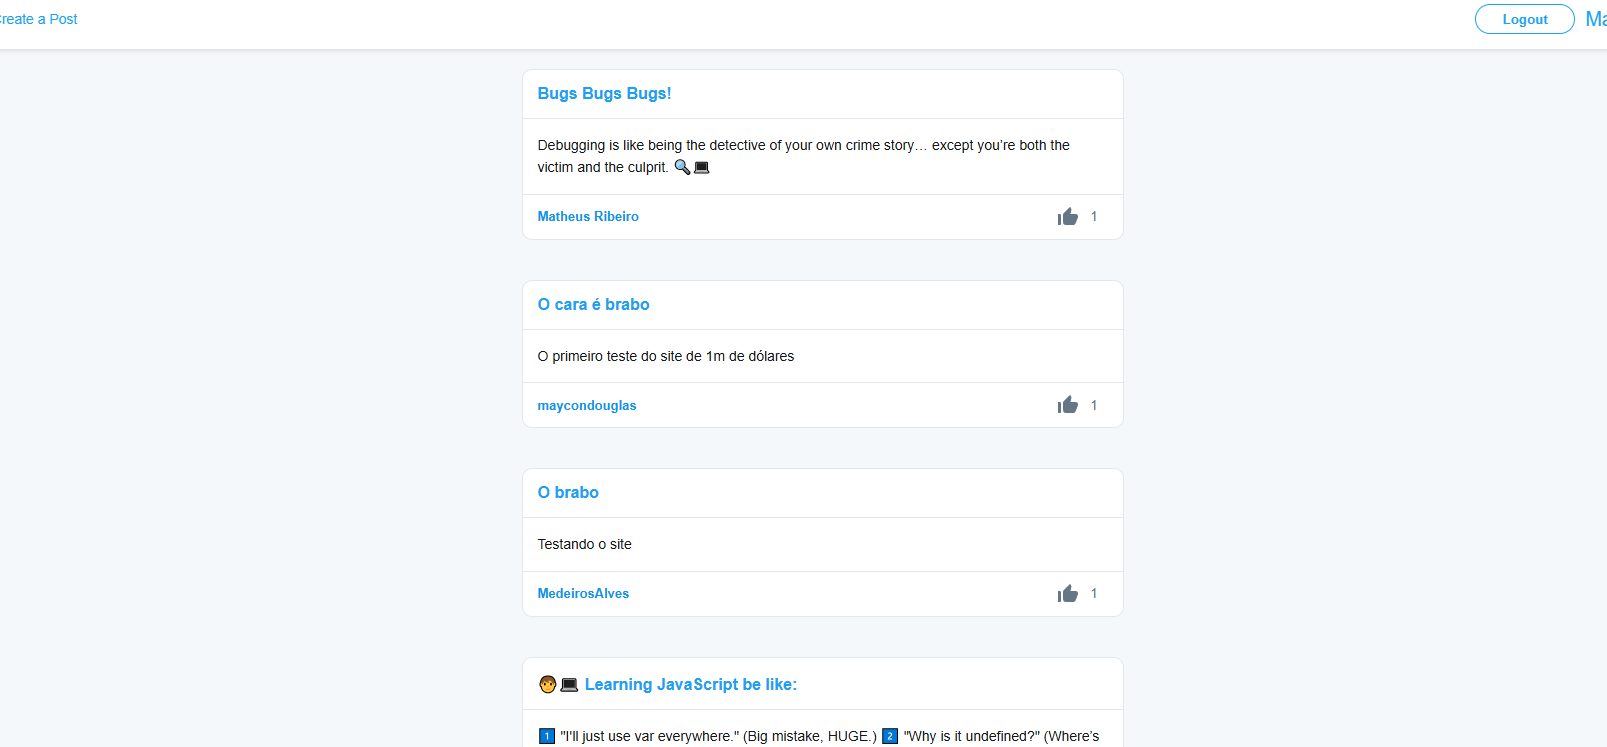 reate a Post
Logout
Ma
Bugs Bugs Bugs!
Debugging is like being the detective of your own crime story… except you’re both the
victim and the culprit. 🔍💻
Matheus Ribeiro
1
O cara é brabo
O primeiro teste do site de 1m de dólares
maycondouglas
1
O brabo
Testando o site
MedeirosAlves
1
👨💻 Learning JavaScript be like:
1️⃣ "I'll just use var everywhere." (Big mistake, HUGE.) 2️⃣ "Why is it undefined?" (Where’s